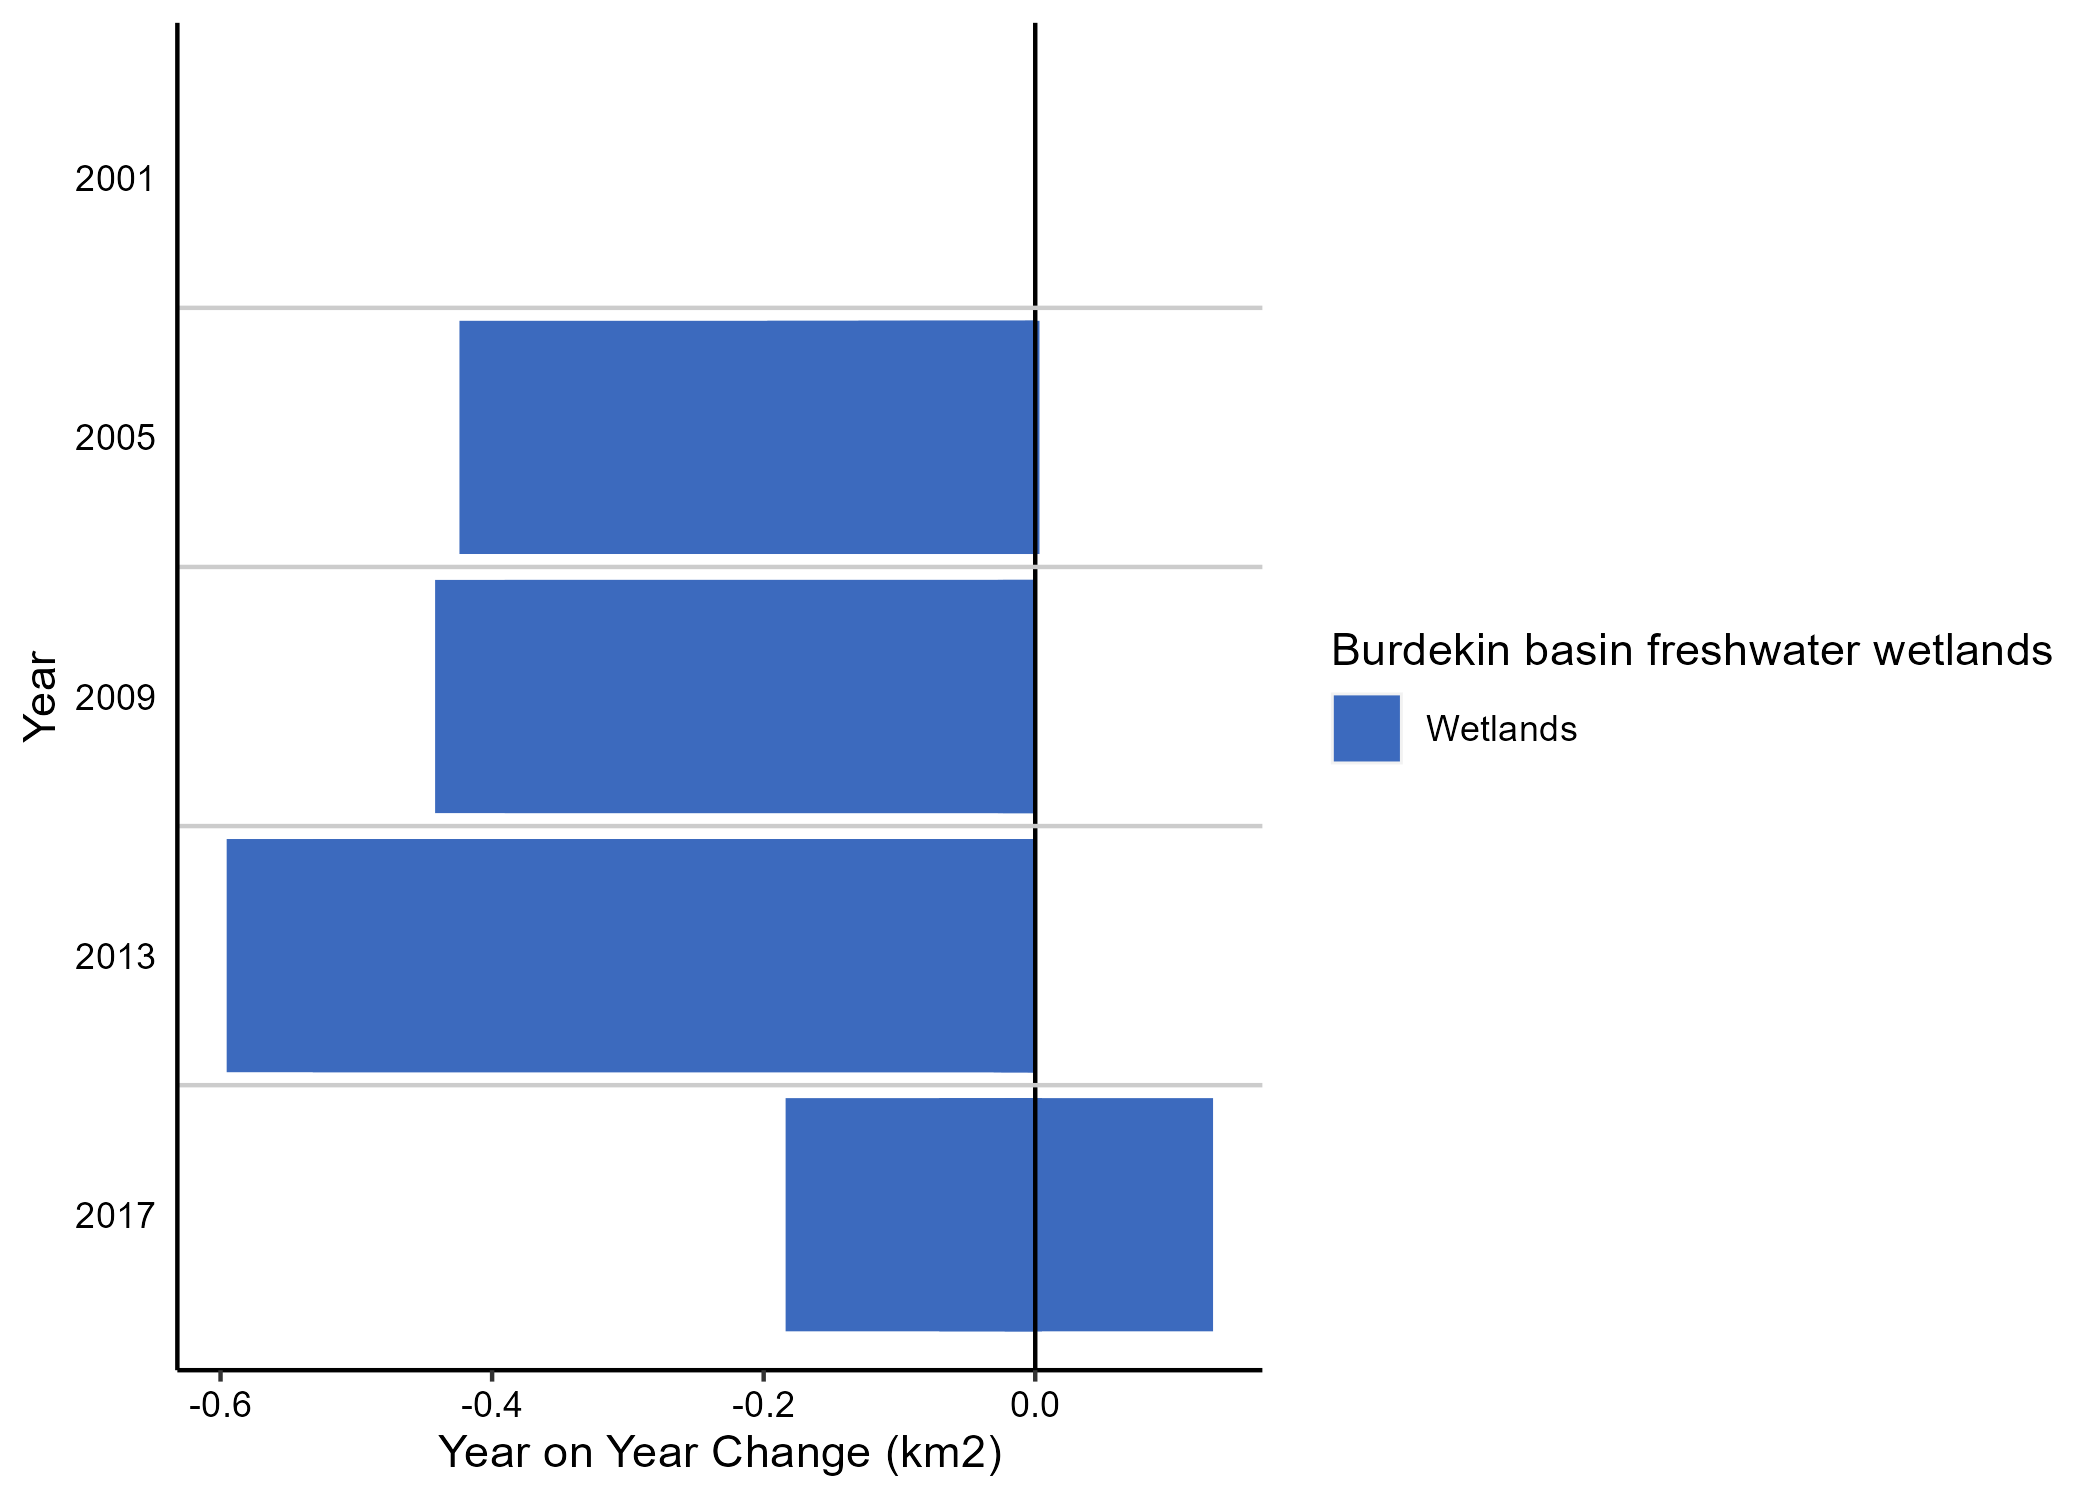 2001
2005
2009
2013
2017
Year
-0.6
-0.4
-0.2
0.0
Year on Year Change (km2)
Burdekin basin freshwater wetlands
Wetlands